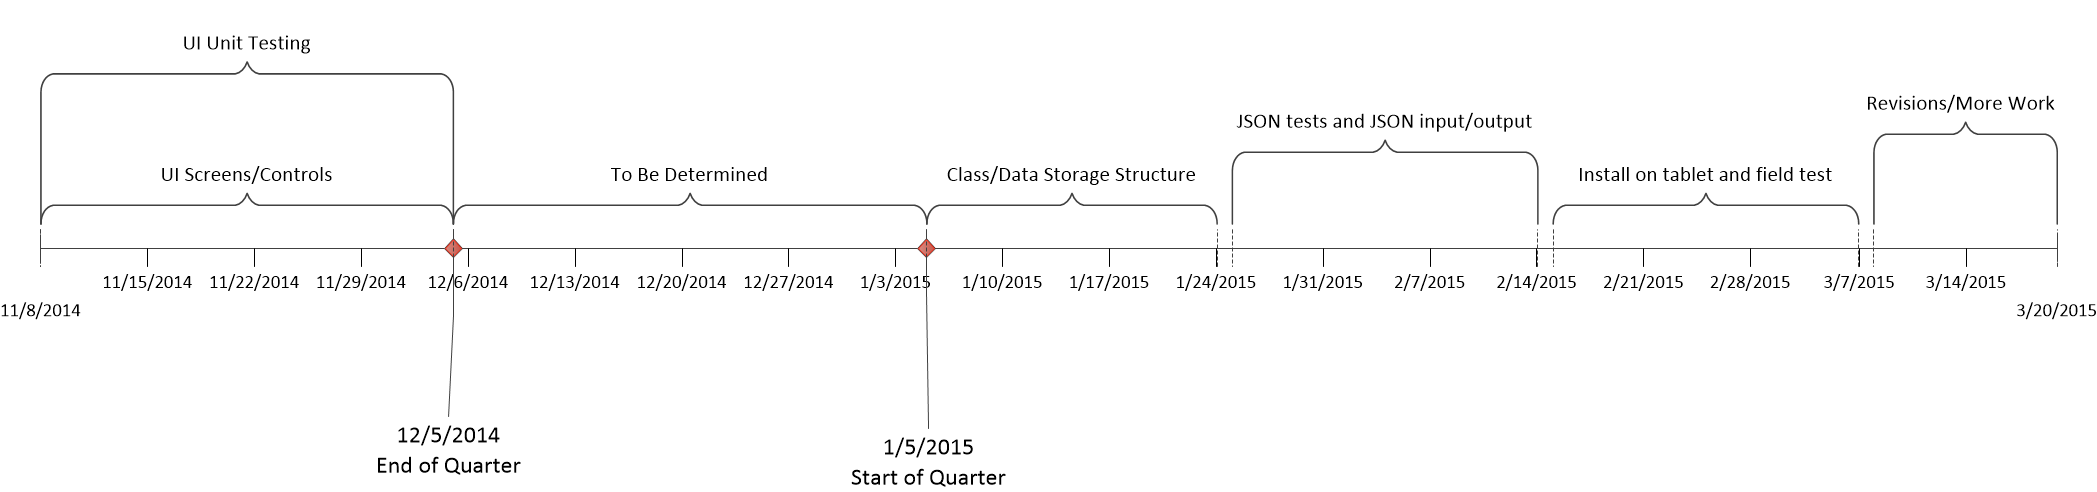 UI Unit Testing
Revisions/More Work
JSON tests and JSON input/output
UI Screens/Controls
To Be Determined
Class/Data Storage Structure
Install on tablet and field test
11/15/2014
11/22/2014
11/29/2014
12/6/2014
12/13/2014
12/20/2014
12/27/2014
1/3/2015
1/10/2015
1/17/2015
1/24/2015
1/31/2015
2/7/2015
2/14/2015
2/21/2015
2/28/2015
3/7/2015
3/14/2015
11/8/2014
3/20/2015
12/5/2014
End of Quarter
1/5/2015
Start of Quarter